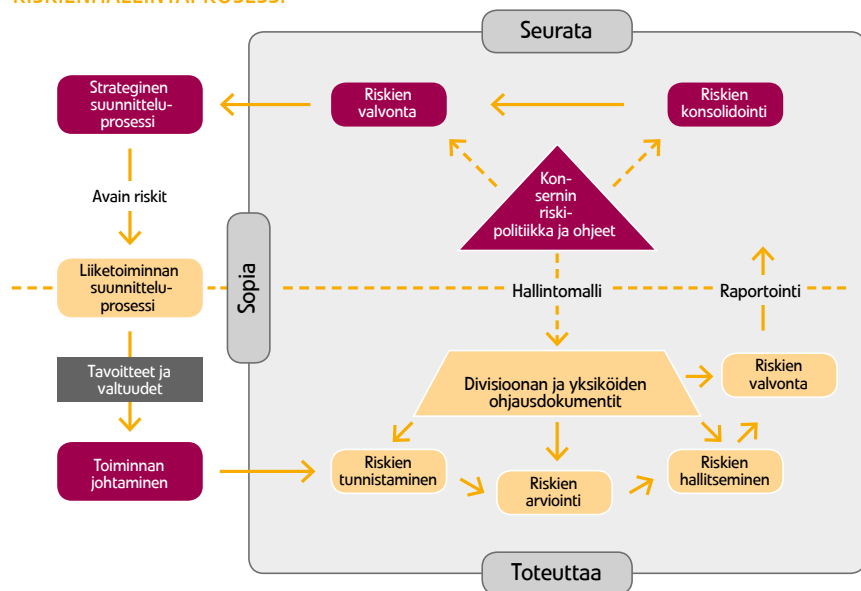 RISKIENHALLINTAPROSESSI
Seurata
Strateginen
suunnittelu-
prosessi
Riskien
valvonta
Riskien
konsolidointi
Avain riskit
Kon-
sernin
riski-
politiikka ja ohjeet
Sopia
Liiketoiminnan
suunnittelu-
prosessi
Hallintomalli
Raportointi
Tavoitteet ja
valtuudet
Divisioonan ja yksiköiden
ohjausdokumentit
Riskien
valvonta
Toiminnan
johtaminen
Riskien
tunnistaminen
Riskien
arviointi
Riskien
hallitseminen
Toteuttaa